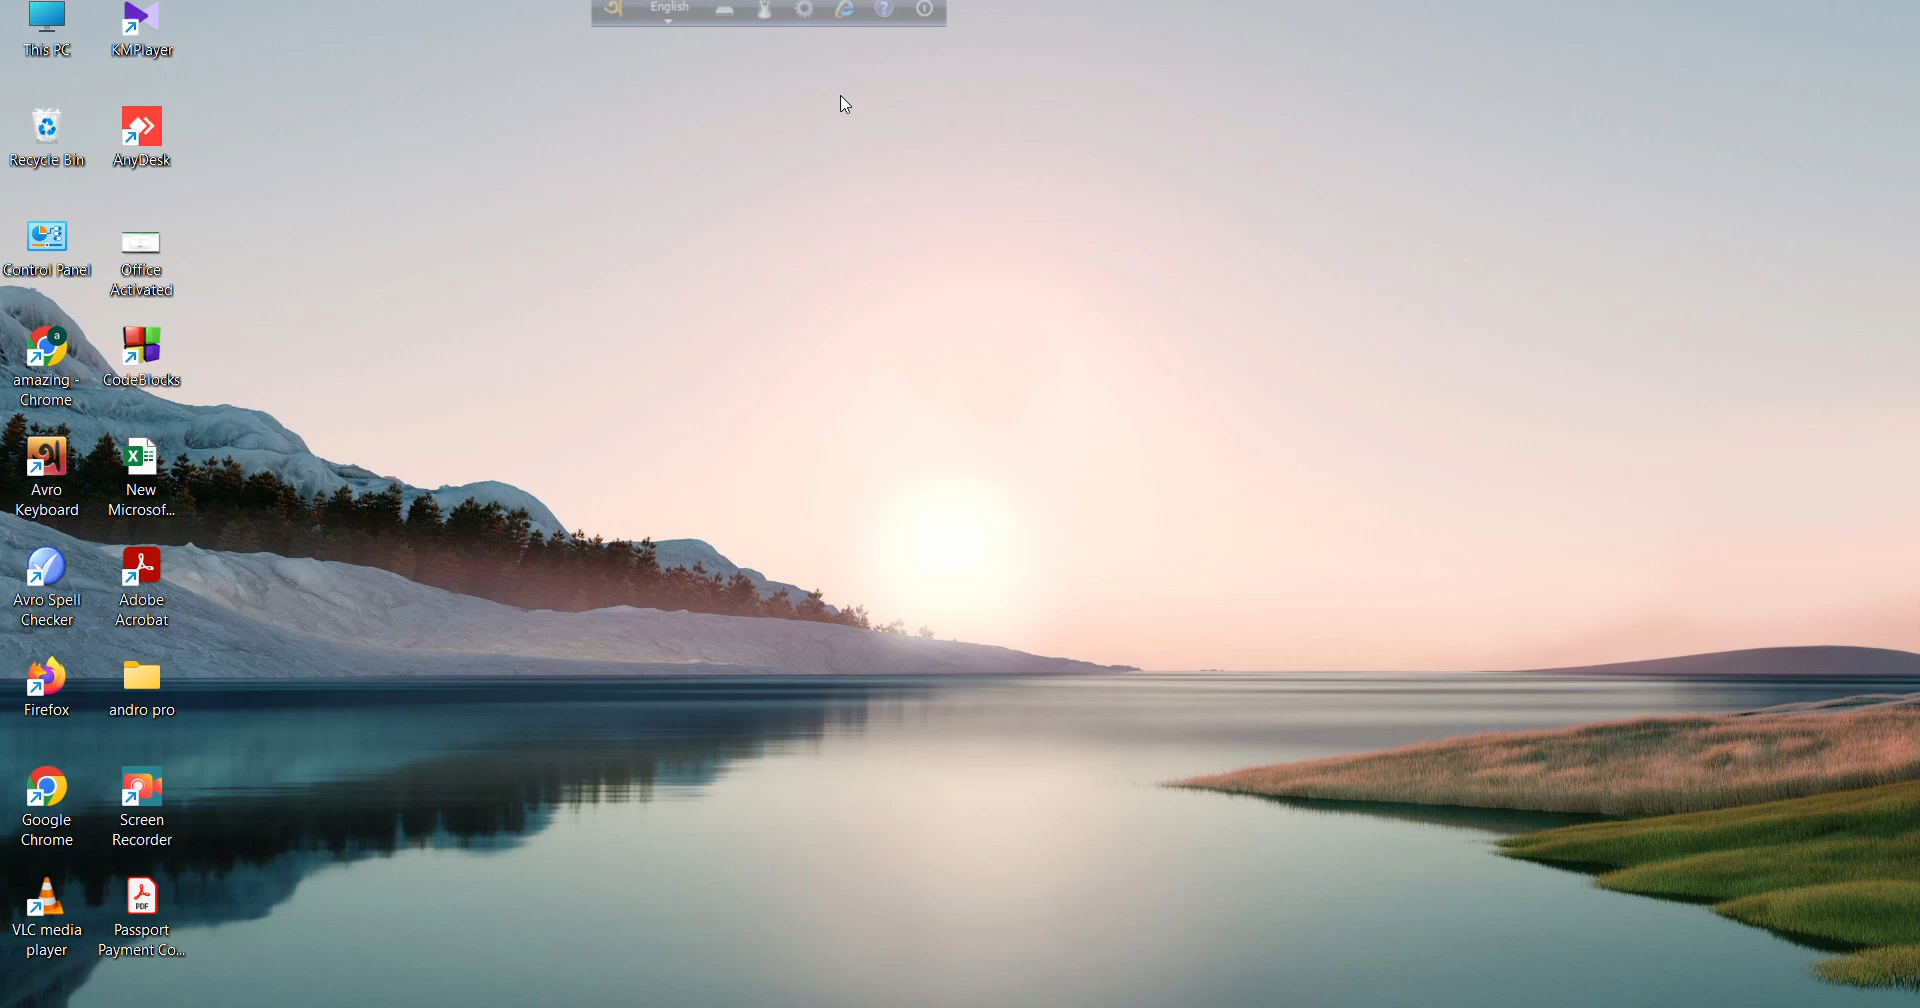 English
This PC
KMPlayer
Recycle Bin
AnyDesk
Control Panel
Office
Activated
amazing -
Chrome
CodeBlocks
Avro
Keyboard
New
Microsof...
Avro Spell
Checker
Adobe
Acrobat
Firefox
andro pro
Google
Chrome
Screen
Recorder
VLC media
player
PDF
Passport
Payment Co...